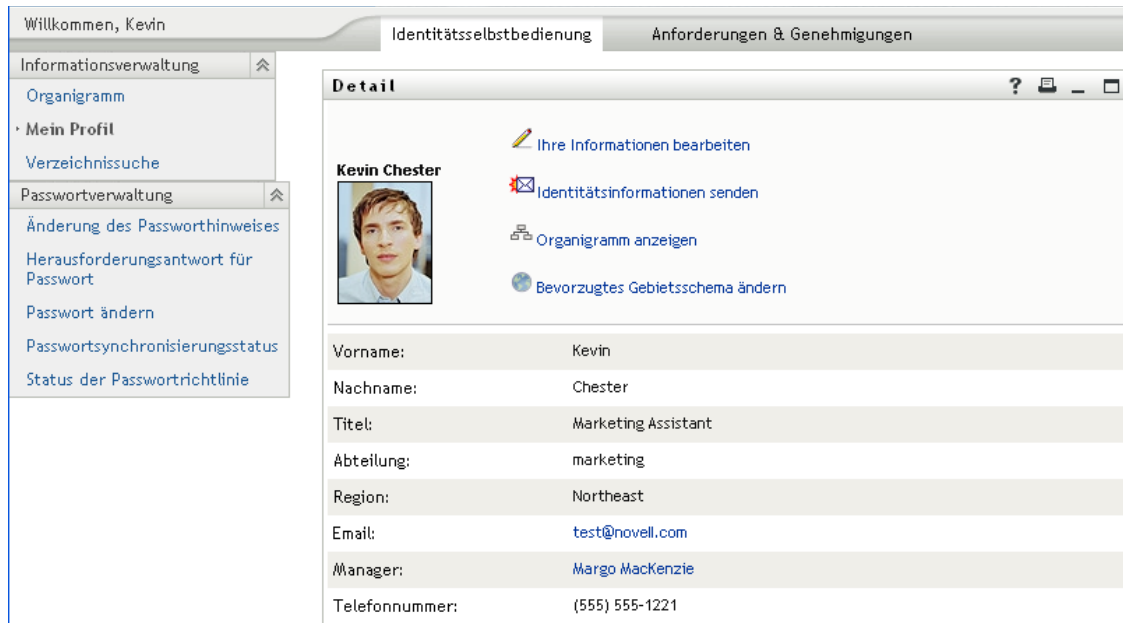 Willkommen, Kevin
Identitätsselbstbedienung
Anforderungen & Genehmigungen
Informationsverwaltung
Organigramm
Mein Profil
Verzeichnissuche
Passwortverwaltung
Änderung des Passworthinweises
Herausforderungsantwort für
Passwort
Passwort ändern
Passwortsynchronisierungsstatus
Status der Passwortrichtlinie
Detail
?
Kevin Chester
Ihre Informationen bearbeiten
Identitätsinformationen senden
Organigramm anzeigen
Bevorzugtes Gebietsschema ändern
Vorname: Kevin
Nachname: Chester
Titel: Marketing Assistant
Abteilung: marketing
Region: Northeast
Email: test@novell.com
Manager: Margo MacKenzie
Telefonnummer: (555) 555-1221